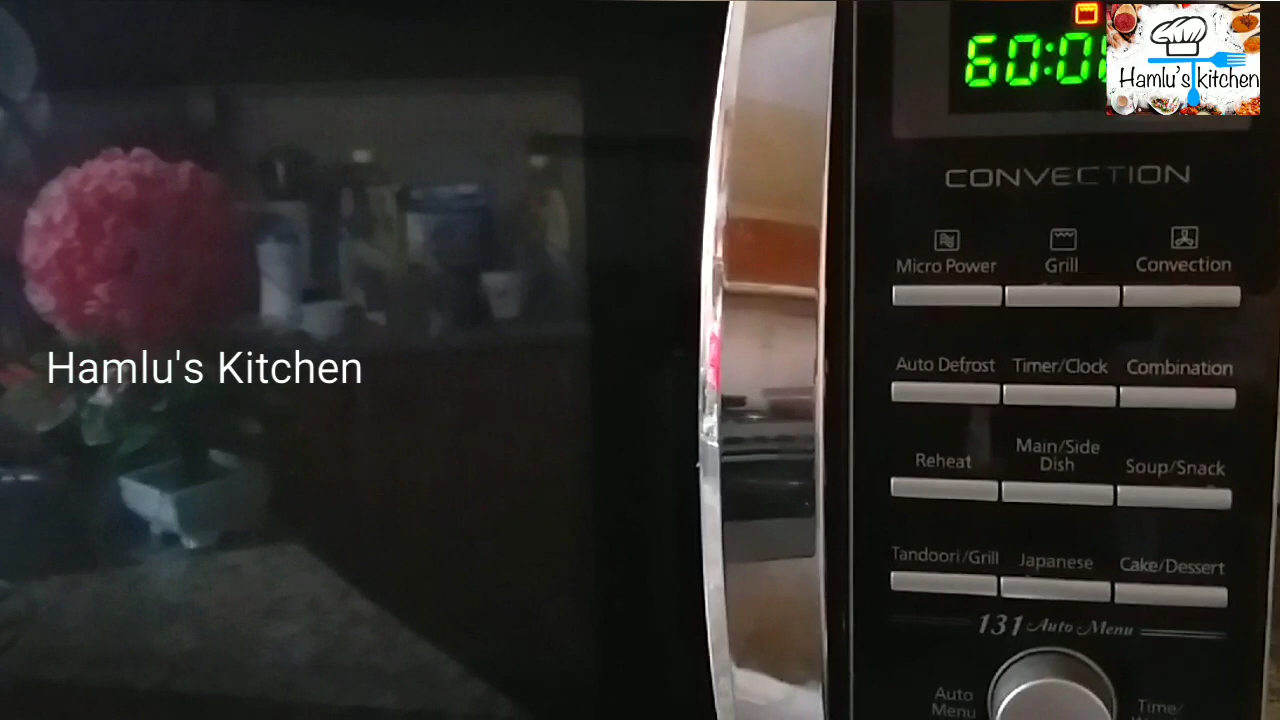 60:0
Hamlu's kitchen
CONVECTION
Micro Power Grill Convection
Hamlu's Kitchen
Auto Defrost Timer/Clock Combination
Reheat Main/Side Dish Soup/Snack
Tandoori/Grill Japanese Cake/Dessert
131 Auto Menu
Auto Menu Time/